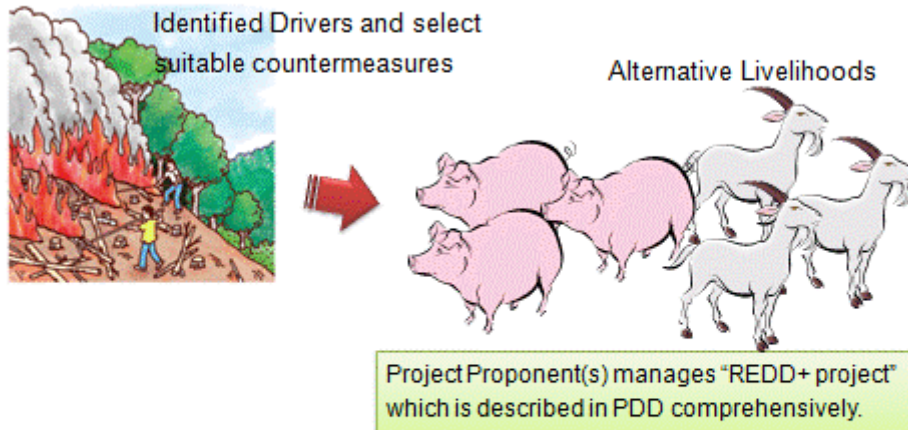 Identified Drivers and select
suitable countermeasures
Alternative Livelihoods
Project Proponent(s) manages “REDD+ project”
which is described in PDD comprehensively.